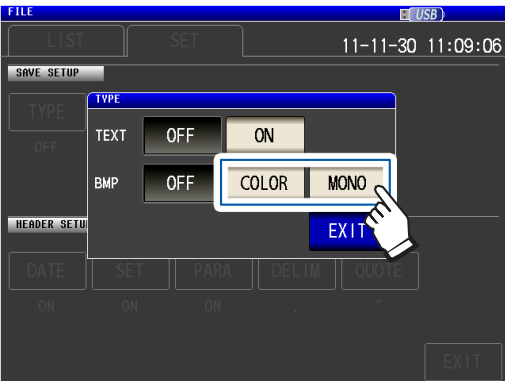 FILE USB
LIST SET 11-11-30 11:09:06
SAVE SETUP
TYPE
OFF
TYPE
TEXT OFF ON
BMP OFF COLOR MONO
EXIT
HEADER SETU
DATE SET PARA DELIM QUOTE
ON ON ON . ~
EXIT